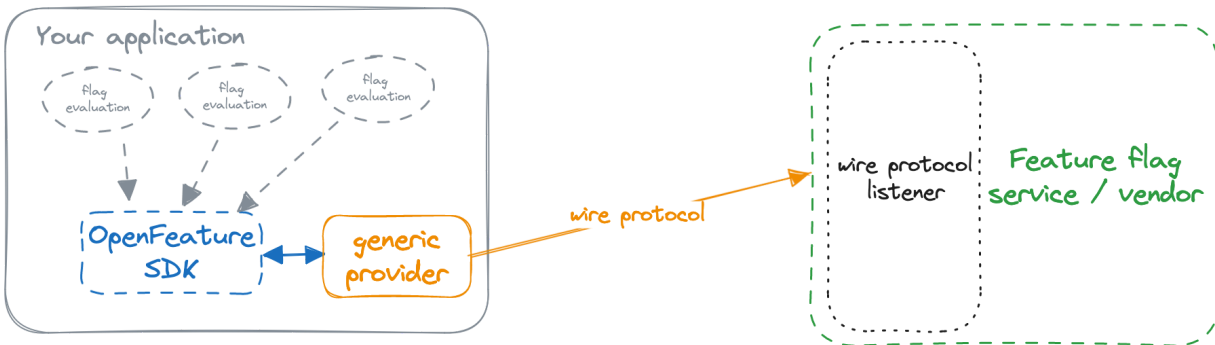 Your application
flag
evaluation
flag
evaluation
flag
evaluation
OpenFeature
SDK
generic
provider
wire protocol
wire protocol
listener
Feature flag
service / vendor